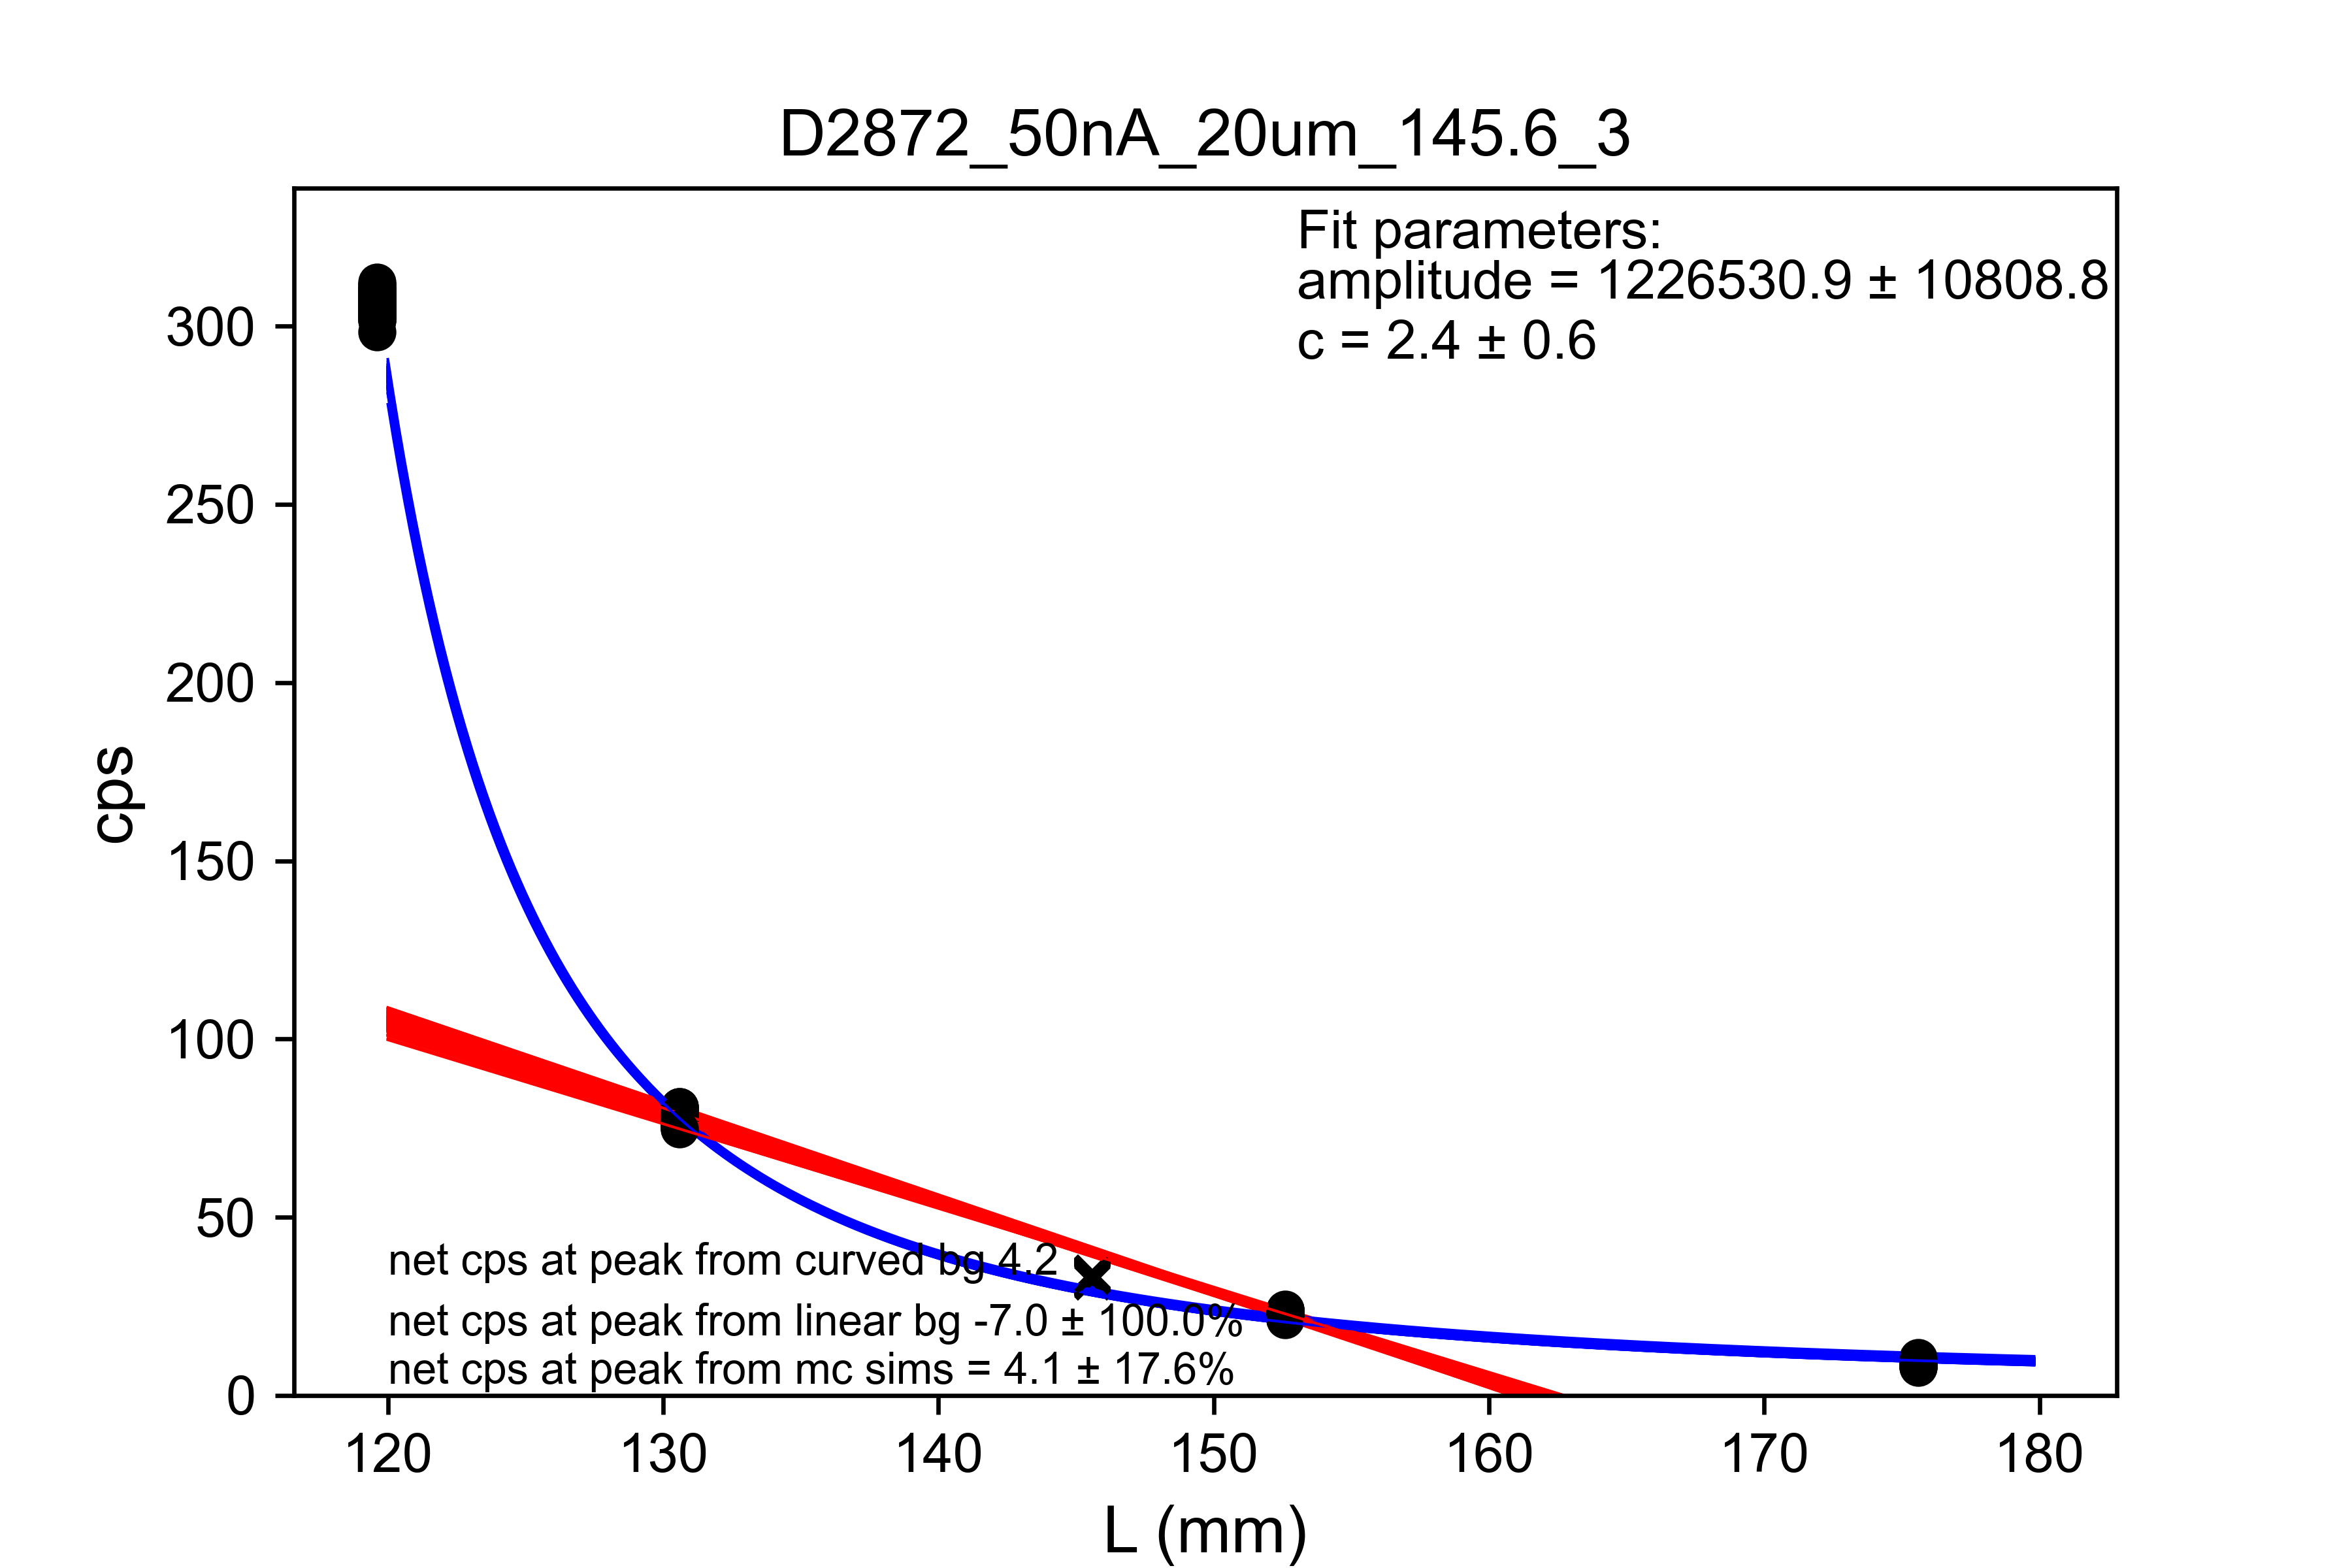 D2872_50nA_20um_145.6_3
Fit parameters:
amplitude = 1226530.9 ± 10808.8
c = 2.4 ± 0.6
300
250
200
150
100
50
0
cps
net cps at peak from curved bg 4.2
net cps at peak from linear bg -7.0 ± 100.0%
net cps at peak from mc sims = 4.1 ± 17.6%
120 130 140 150 160 170 180
L (mm)